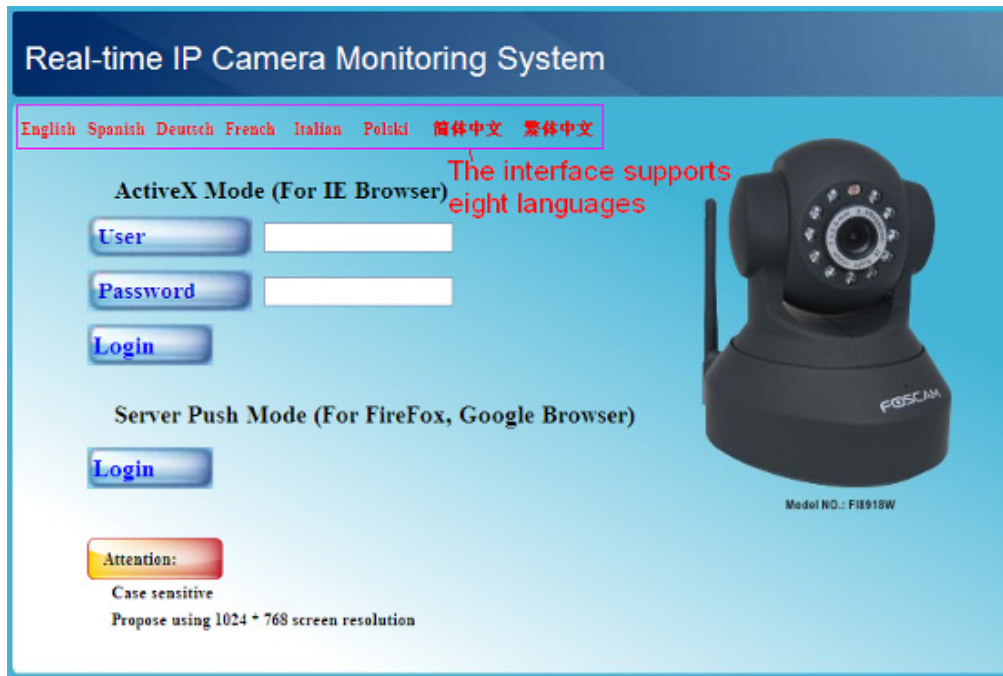 Real-time IP Camera Monitoring System
English Spanish Deutsch French Italian Polski 简体中文 繁体中文
The interface supports
eight languages
ActiveX Mode (For IE Browser)
User
Password
Login
Server Push Mode (For FireFox, Google Browser)
Login
FOSCAM
Model NO.: FI8918W
Attention:
Case sensitive
Propose using 1024 * 768 screen resolution